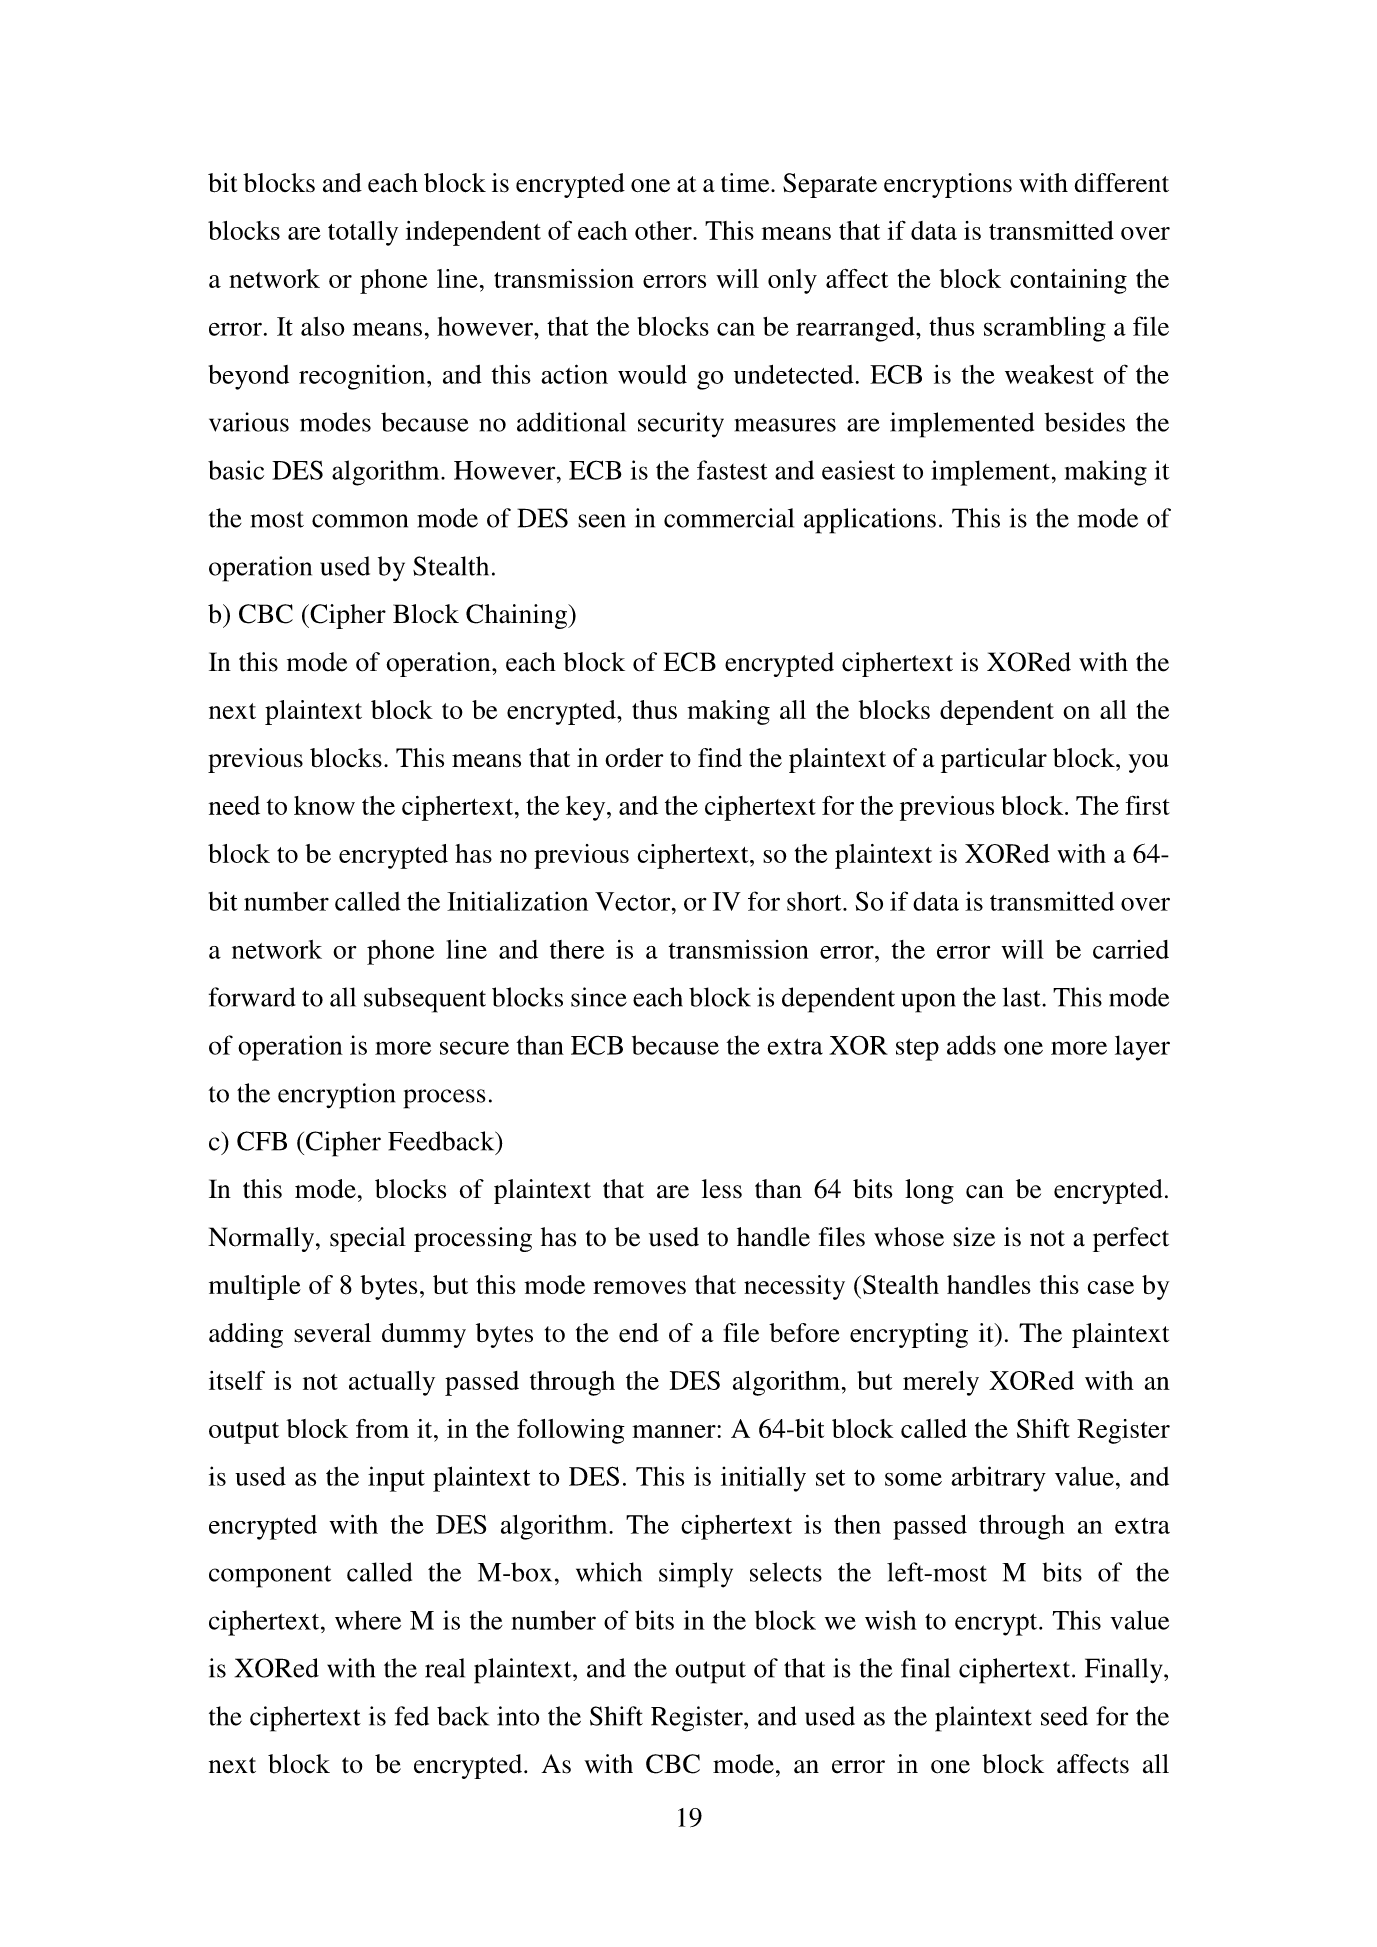 bit blocks and each block is encrypted one at a time. Separate encryptions with different
blocks are totally independent of each other. This means that if data is transmitted over
a network or phone line, transmission errors will only affect the block containing the
error. It also means, however, that the blocks can be rearranged, thus scrambling a file
beyond recognition, and this action would go undetected. ECB is the weakest of the
various modes because no additional security measures are implemented besides the
basic DES algorithm. However, ECB is the fastest and easiest to implement, making it
the most common mode of DES seen in commercial applications. This is the mode of
operation used by Stealth.
b) CBC (Cipher Block Chaining)
In this mode of operation, each block of ECB encrypted ciphertext is XORed with the
next plaintext block to be encrypted, thus making all the blocks dependent on all the
previous blocks. This means that in order to find the plaintext of a particular block, you
need to know the ciphertext, the key, and the ciphertext for the previous block. The first
block to be encrypted has no previous ciphertext, so the plaintext is XORed with a 64-
bit number called the Initialization Vector, or IV for short. So if data is transmitted over
a network or phone line and there is a transmission error, the error will be carried
forward to all subsequent blocks since each block is dependent upon the last. This mode
of operation is more secure than ECB because the extra XOR step adds one more layer
to the encryption process.
c) CFB (Cipher Feedback)
In this mode, blocks of plaintext that are less than 64 bits long can be encrypted.
Normally, special processing has to be used to handle files whose size is not a perfect
multiple of 8 bytes, but this mode removes that necessity (Stealth handles this case by
adding several dummy bytes to the end of a file before encrypting it). The plaintext
itself is not actually passed through the DES algorithm, but merely XORed with an
output block from it, in the following manner: A 64-bit block called the Shift Register
is used as the input plaintext to DES. This is initially set to some arbitrary value, and
encrypted with the DES algorithm. The ciphertext is then passed through an extra
component called the M-box, which simply selects the left-most M bits of the
ciphertext, where M is the number of bits in the block we wish to encrypt. This value
is XORed with the real plaintext, and the output of that is the final ciphertext. Finally,
the ciphertext is fed back into the Shift Register, and used as the plaintext seed for the
next block to be encrypted. As with CBC mode, an error in one block affects all
19